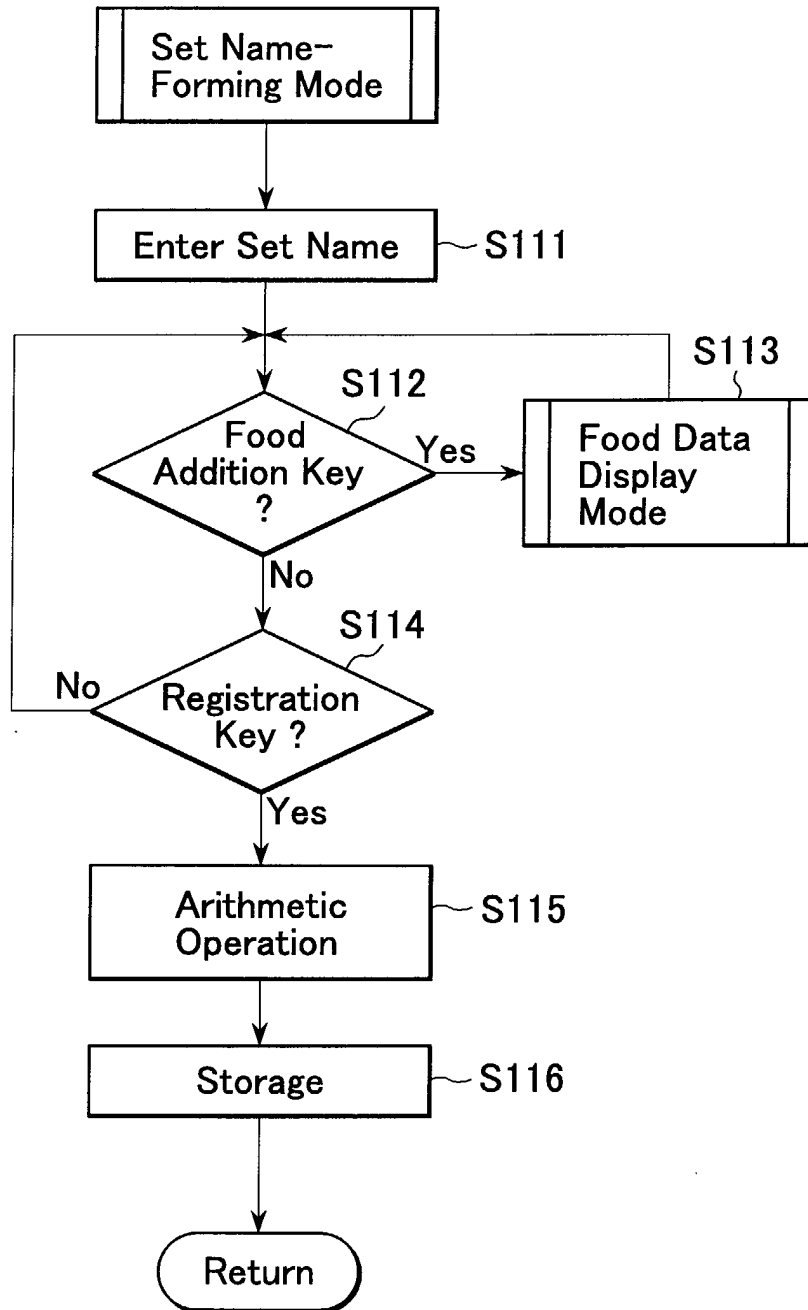 Set Name-
Forming Mode
Enter Set Name
S111
S113
S112
Food
Addition Key
?
Yes
Food Data
Display
Mode
No
S114
No
Registration
Key ?
Yes
Arithmetic
Operation
S115
Storage
S116
Return